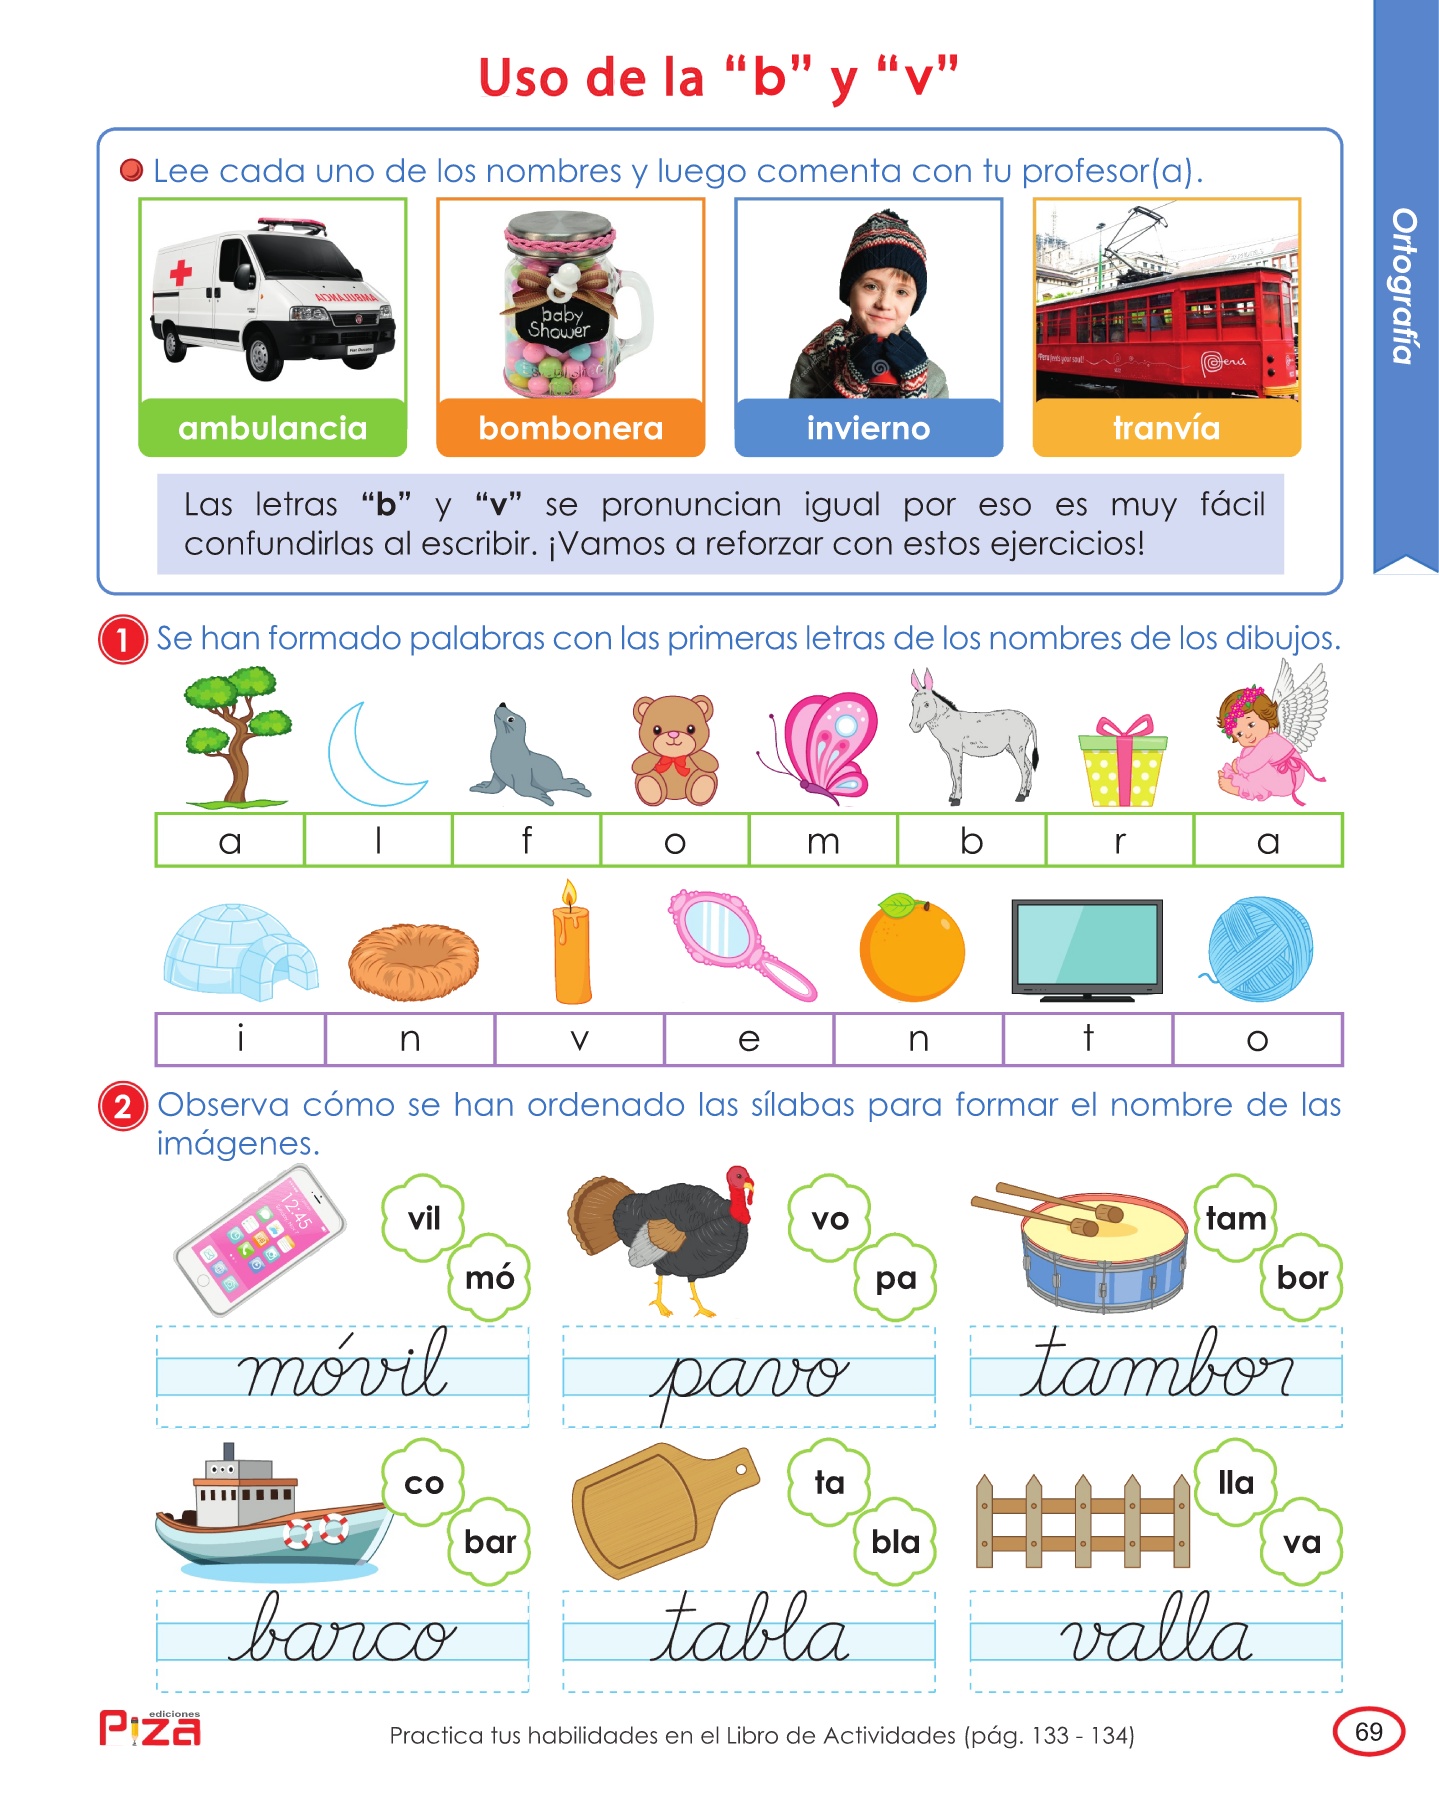 Uso de la “b” y “v”
Ortografía
Lee cada uno de los nombres y luego comenta con tu profesor(a).
AMBULANCIA
baby
Shower
Perú
ambulancia
bombonera
invierno
tranvía
Las letras “b” y “v” se pronuncian igual por eso es muy fácil
confundirlas al escribir. ¡Vamos a reforzar con estos ejercicios!
1 Se han formado palabras con las primeras letras de los nombres de los dibujos.
a l f o m b r a
i n v e n t o
2 Observa cómo se han ordenado las sílabas para formar el nombre de las
imágenes.
12:45
vil
mó
vo
pa
tam
bor
móvil
pavo
tambor
co
bar
ta
bla
lla
va
barco
tabla
valla
ediciones
Piza
Practica tus habilidades en el Libro de Actividades (pág. 133 - 134)
69